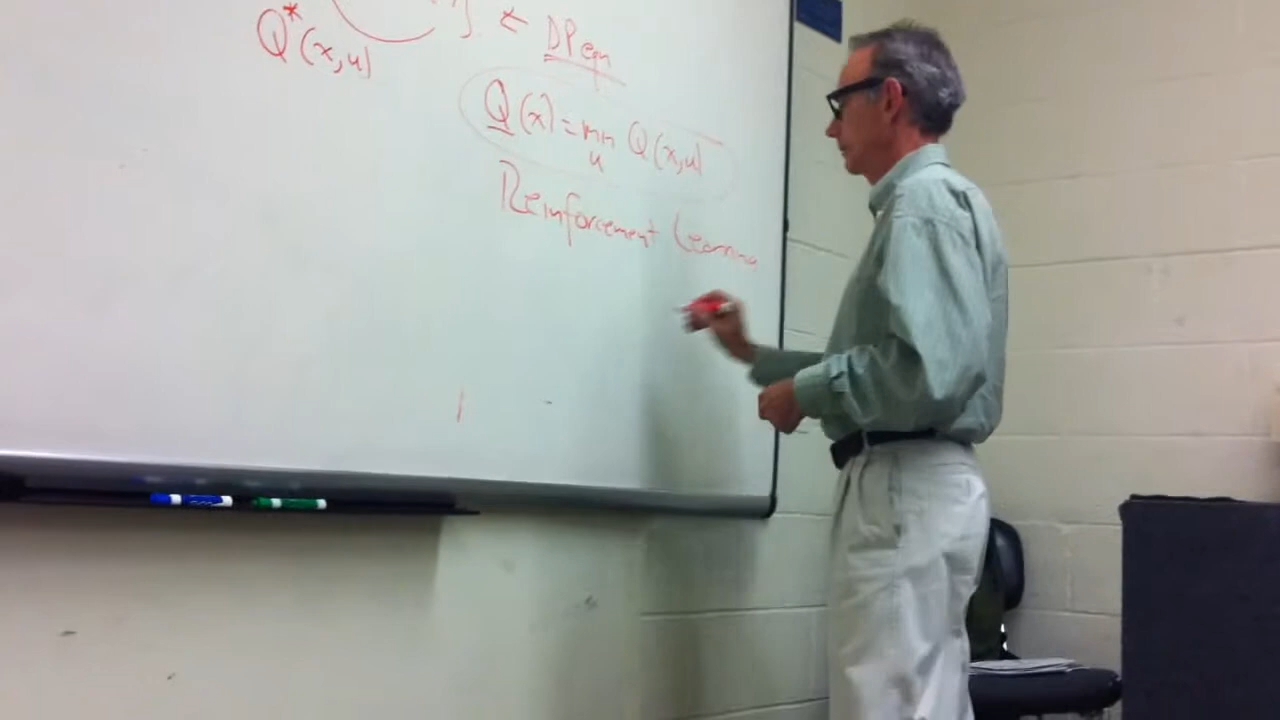 } ← DP eqn
Q*(x,u)
Q(x) = min Q(x,u)
u
Reinforcement Learning